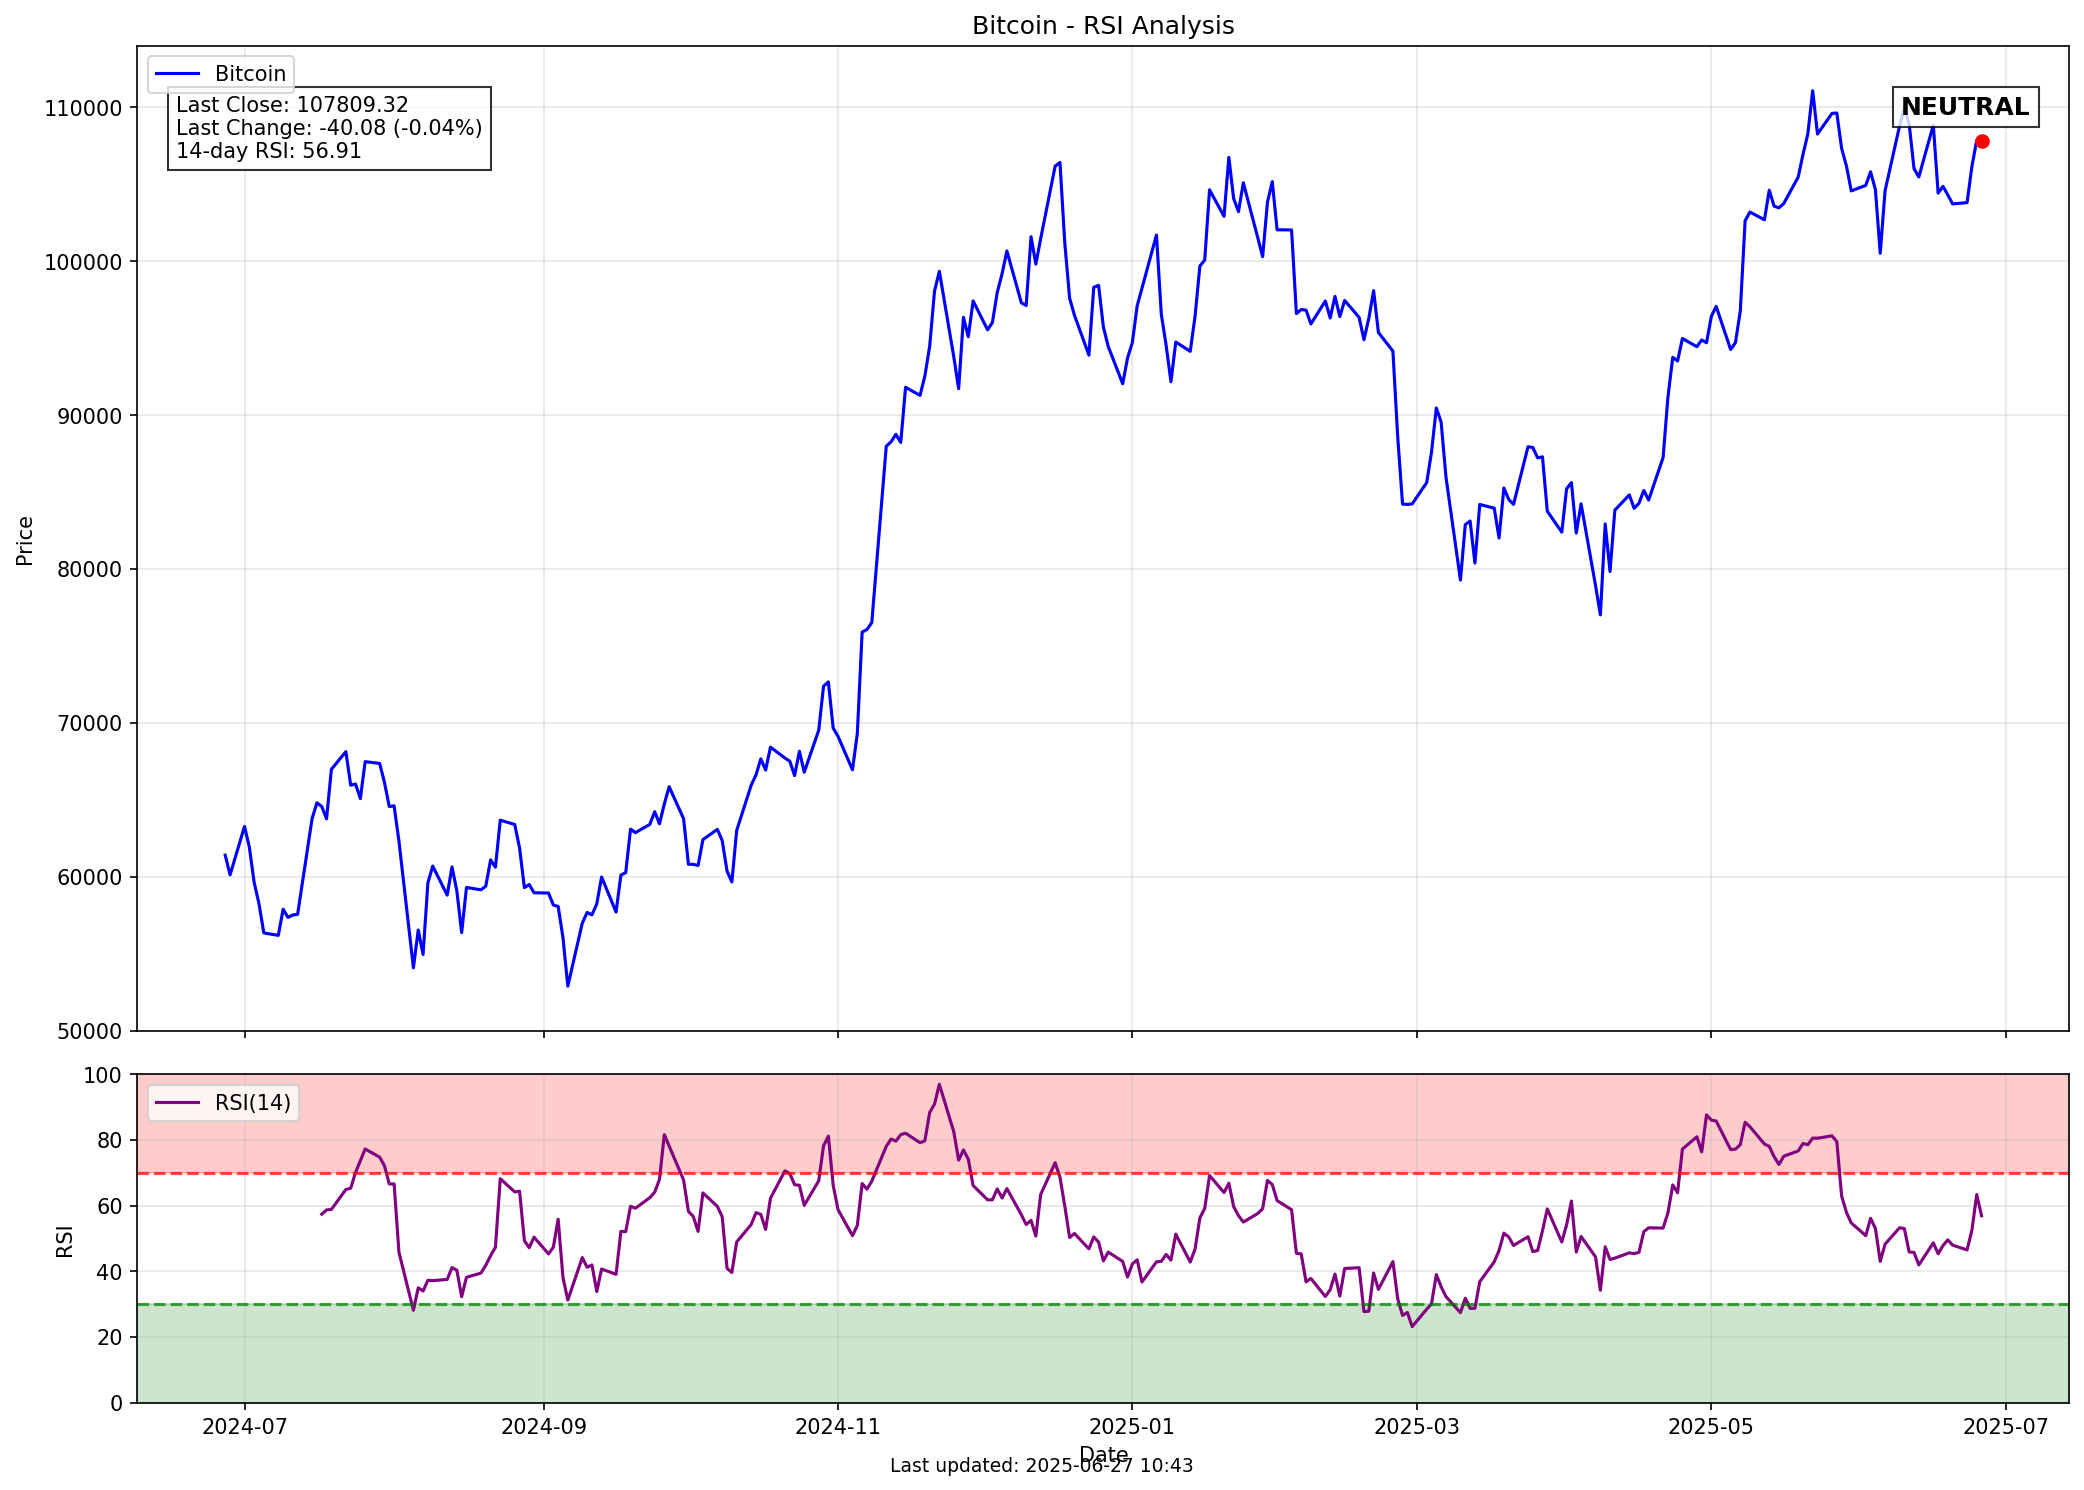 Bitcoin - RSI Analysis
Bitcoin
Last Close: 107809.32
Last Change: -40.08 (-0.04%)
14-day RSI: 56.91
NEUTRAL
Price
110000
100000
90000
80000
70000
60000
50000
RSI(14)
RSI
100
80
60
40
20
0
2024-07
2024-09
2024-11
2025-01
2025-03
2025-05
2025-07
Date
Last updated: 2025-06-27 10:43